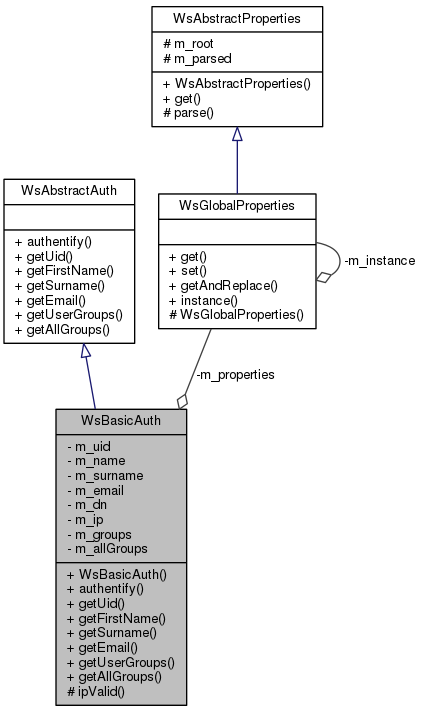 WsAbstractProperties
# m_root
# m_parsed
+ WsAbstractProperties()
+ get()
# parse()
WsAbstractAuth
+ authentify()
+ getUid()
+ getFirstName()
+ getSurname()
+ getEmail()
+ getUserGroups()
+ getAllGroups()
WsGlobalProperties
+ get()
+ set()
+ getAndReplace()
+ instance()
# WsGlobalProperties()
-m_instance
-m_properties
WsBasicAuth
- m_uid
- m_name
- m_surname
- m_email
- m_dn
- m_ip
- m_groups
- m_allGroups
+ WsBasicAuth()
+ authentify()
+ getUid()
+ getFirstName()
+ getSurname()
+ getEmail()
+ getUserGroups()
+ getAllGroups()
# ipValid()